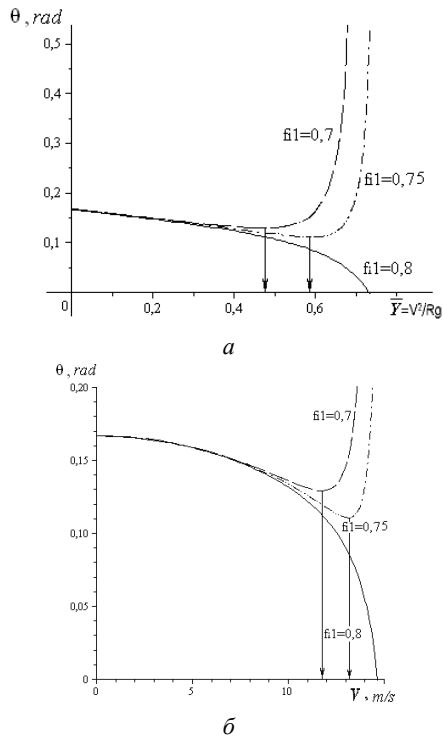 θ, rad
0,5
0,4
0,3
0,2
0,1
fi1=0,7
fi1=0,75
fi1=0,8
0
0,2
0,4
0,6
Y̅=V²/Rg
а
θ, rad
0,20
0,15
0,10
0,05
0
fi1=0,7
fi1=0,75
fi1=0,8
0
10
V, m/s
б